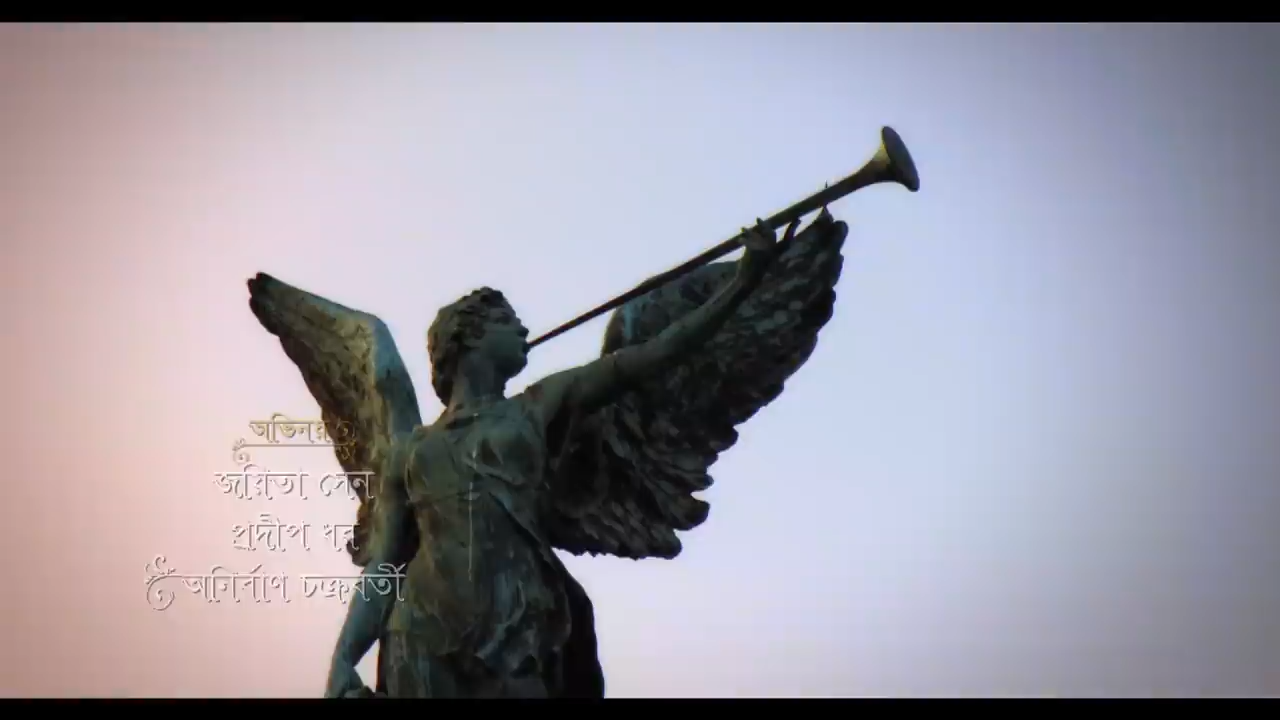 অভিনয়
জয়িতা সেন
প্রদীপ ধর
অনির্বাণ চক্রবর্তী